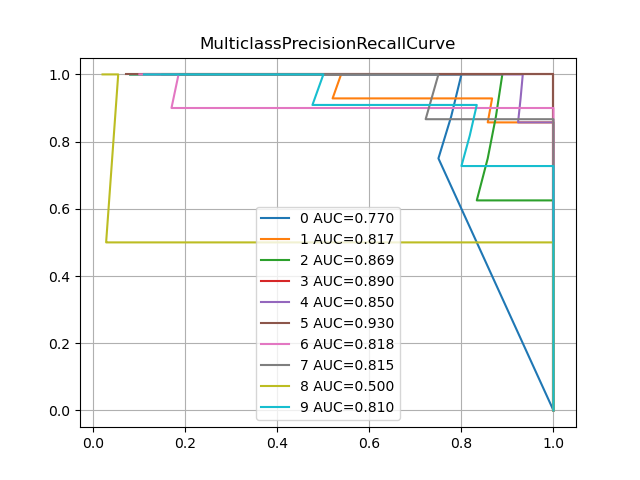 MulticlassPrecisionRecallCurve
1.0
0.8
0.6
0.4
0.2
0.0
0 AUC=0.770
1 AUC=0.817
2 AUC=0.869
3 AUC=0.890
4 AUC=0.850
5 AUC=0.930
6 AUC=0.818
7 AUC=0.815
8 AUC=0.500
9 AUC=0.810
0.0 0.2 0.4 0.6 0.8 1.0